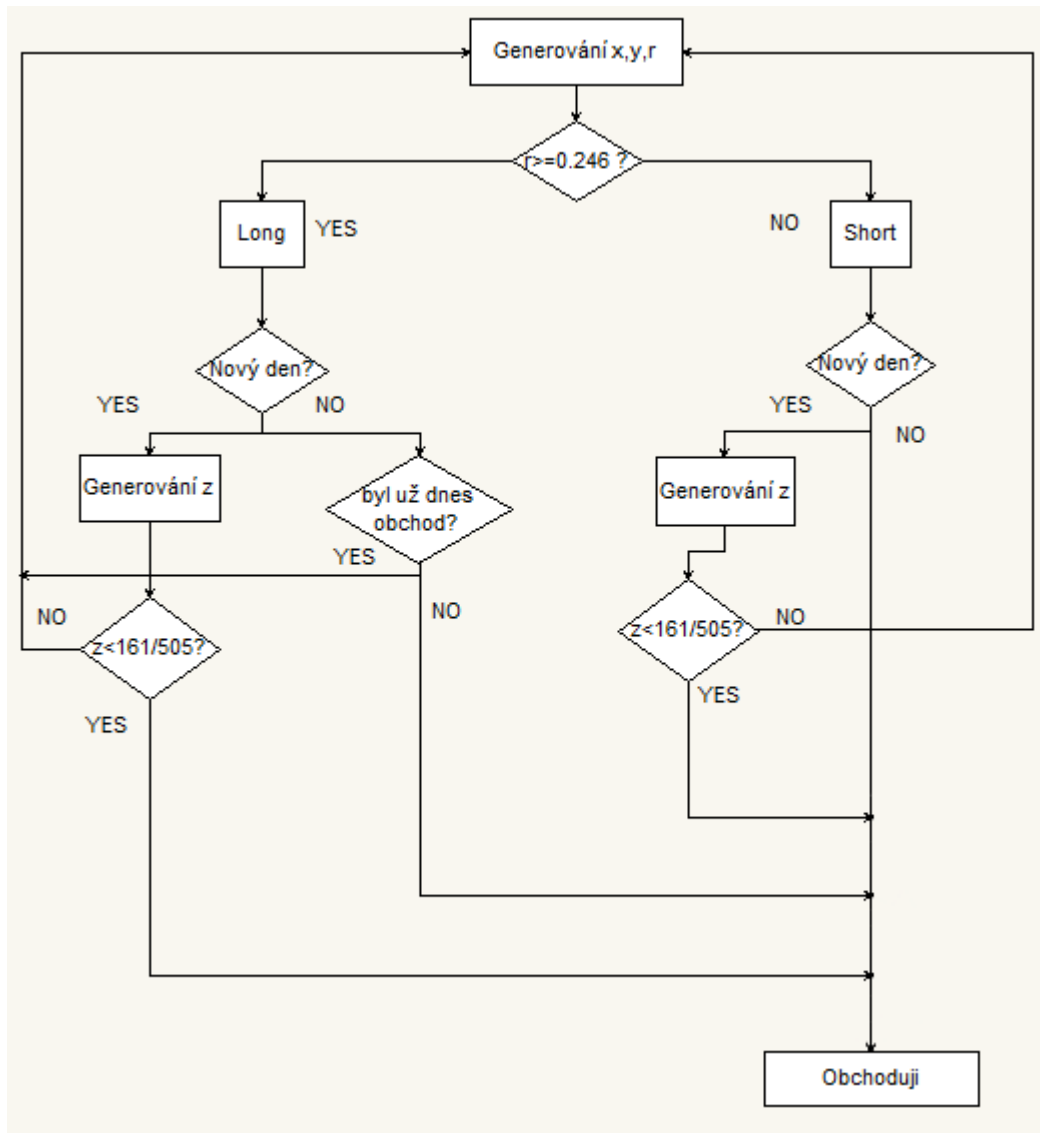 Generování x,y,r
r>=0.246 ?
Long
YES
NO
Short
Nový den?
Nový den?
YES
NO
YES
NO
Generování z
byl už dnes
obchod?
Generování z
YES
NO
NO
z<161/505?
z<161/505?
NO
YES
YES
Obchoduji